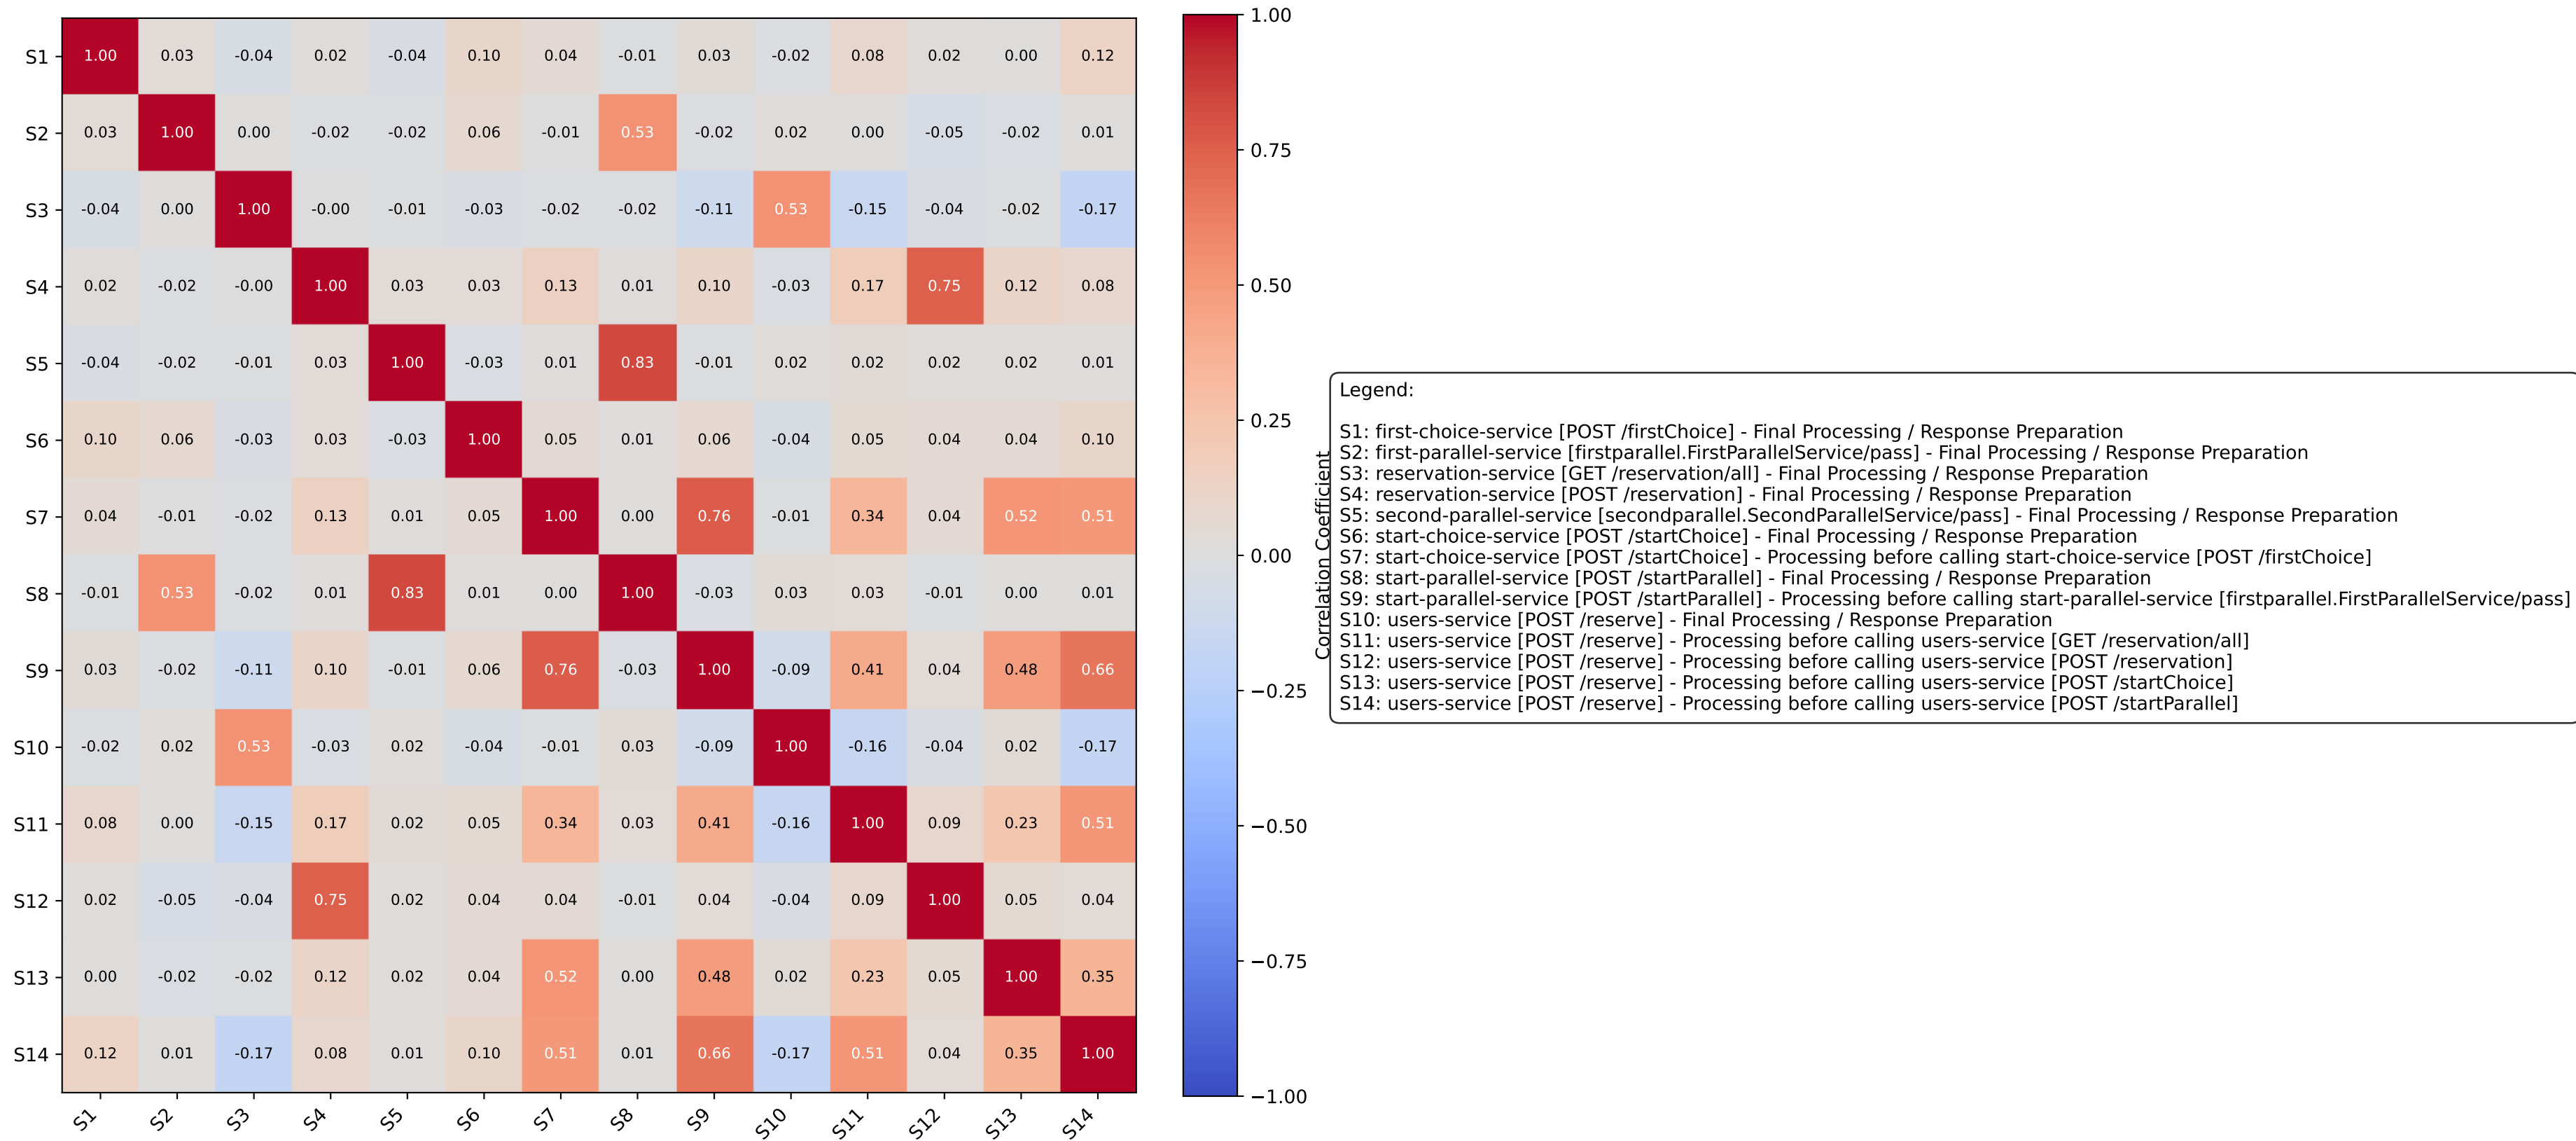 S1 1.00 0.03 -0.04 0.02 -0.04 0.10 0.04 -0.01 0.03 -0.02 0.08 0.02 0.00 0.12
S2 0.03 1.00 0.00 -0.02 -0.02 0.06 -0.01 0.53 -0.02 0.02 0.00 -0.05 -0.02 0.01
S3 -0.04 0.00 1.00 -0.00 -0.01 -0.03 -0.02 -0.02 -0.11 0.53 -0.15 -0.04 -0.02 -0.17
S4 0.02 -0.02 -0.00 1.00 0.03 0.03 0.13 0.01 0.10 -0.03 0.17 0.75 0.12 0.08
S5 -0.04 -0.02 -0.01 0.03 1.00 -0.03 0.01 0.83 -0.01 0.02 0.02 0.02 0.02 0.01
S6 0.10 0.06 -0.03 0.03 -0.03 1.00 0.05 0.01 0.06 -0.04 0.05 0.04 0.04 0.10
S7 0.04 -0.01 -0.02 0.13 0.01 0.05 1.00 0.00 0.76 -0.01 0.34 0.04 0.52 0.51
S8 -0.01 0.53 -0.02 0.01 0.83 0.01 0.00 1.00 -0.03 0.03 0.03 -0.01 0.00 0.01
S9 0.03 -0.02 -0.11 0.10 -0.01 0.06 0.76 -0.03 1.00 -0.09 0.41 0.04 0.48 0.66
S10 -0.02 0.02 0.53 -0.03 0.02 -0.04 -0.01 0.03 -0.09 1.00 -0.16 -0.04 0.02 -0.17
S11 0.08 0.00 -0.15 0.17 0.02 0.05 0.34 0.03 0.41 -0.16 1.00 0.09 0.23 0.51
S12 0.02 -0.05 -0.04 0.75 0.02 0.04 0.04 -0.01 0.04 -0.04 0.09 1.00 0.05 0.04
S13 0.00 -0.02 -0.02 0.12 0.02 0.04 0.52 0.00 0.48 0.02 0.23 0.05 1.00 0.35
S14 0.12 0.01 -0.17 0.08 0.01 0.10 0.51 0.01 0.66 -0.17 0.51 0.04 0.35 1.00
S1 S2 S3 S4 S5 S6 S7 S8 S9 S10 S11 S12 S13 S14
1.00
0.75
0.50
0.25
0.00
−0.25
−0.50
−0.75
−1.00
Correlation Coefficient
Legend:
S1: first-choice-service [POST /firstChoice] - Final Processing / Response Preparation
S2: first-parallel-service [firstparallel.FirstParallelService/pass] - Final Processing / Response Preparation
S3: reservation-service [GET /reservation/all] - Final Processing / Response Preparation
S4: reservation-service [POST /reservation] - Final Processing / Response Preparation
S5: second-parallel-service [secondparallel.SecondParallelService/pass] - Final Processing / Response Preparation
S6: start-choice-service [POST /startChoice] - Final Processing / Response Preparation
S7: start-choice-service [POST /startChoice] - Processing before calling start-choice-service [POST /firstChoice]
S8: start-parallel-service [POST /startParallel] - Final Processing / Response Preparation
S9: start-parallel-service [POST /startParallel] - Processing before calling start-parallel-service [firstparallel.FirstParallelService/pass]
S10: users-service [POST /reserve] - Final Processing / Response Preparation
S11: users-service [POST /reserve] - Processing before calling users-service [GET /reservation/all]
S12: users-service [POST /reserve] - Processing before calling users-service [POST /reservation]
S13: users-service [POST /reserve] - Processing before calling users-service [POST /startChoice]
S14: users-service [POST /reserve] - Processing before calling users-service [POST /startParallel]